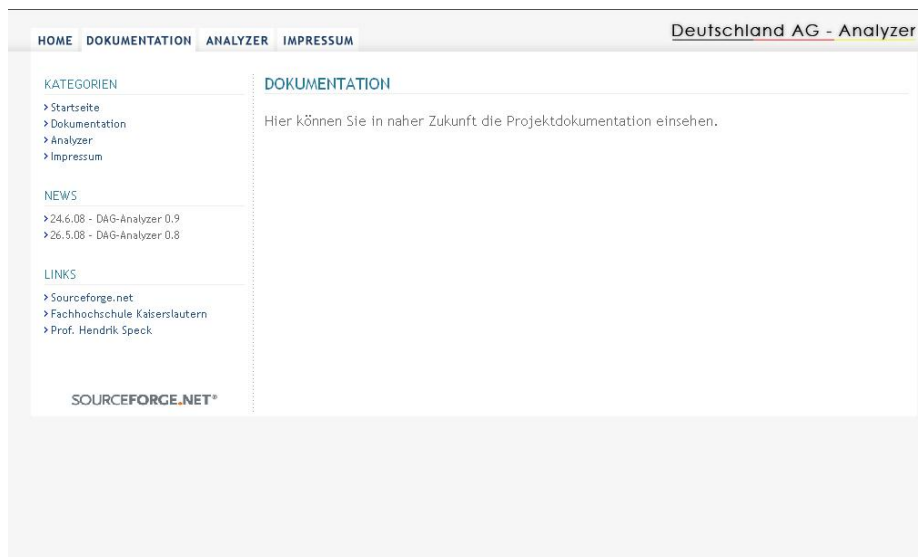 HOME DOKUMENTATION ANALYZER IMPRESSUM
Deutschland AG - Analyzer
KATEGORIEN
Startseite
Dokumentation
Analyzer
Impressum
NEWS
24.6.08 - DAG-Analyzer 0.9
26.5.08 - DAG-Analyzer 0.8
LINKS
Sourceforge.net
Fachhochschule Kaiserslautern
Prof. Hendrik Speck
SOURCEFORGE.NET®
DOKUMENTATION
Hier können Sie in naher Zukunft die Projektdokumentation einsehen.